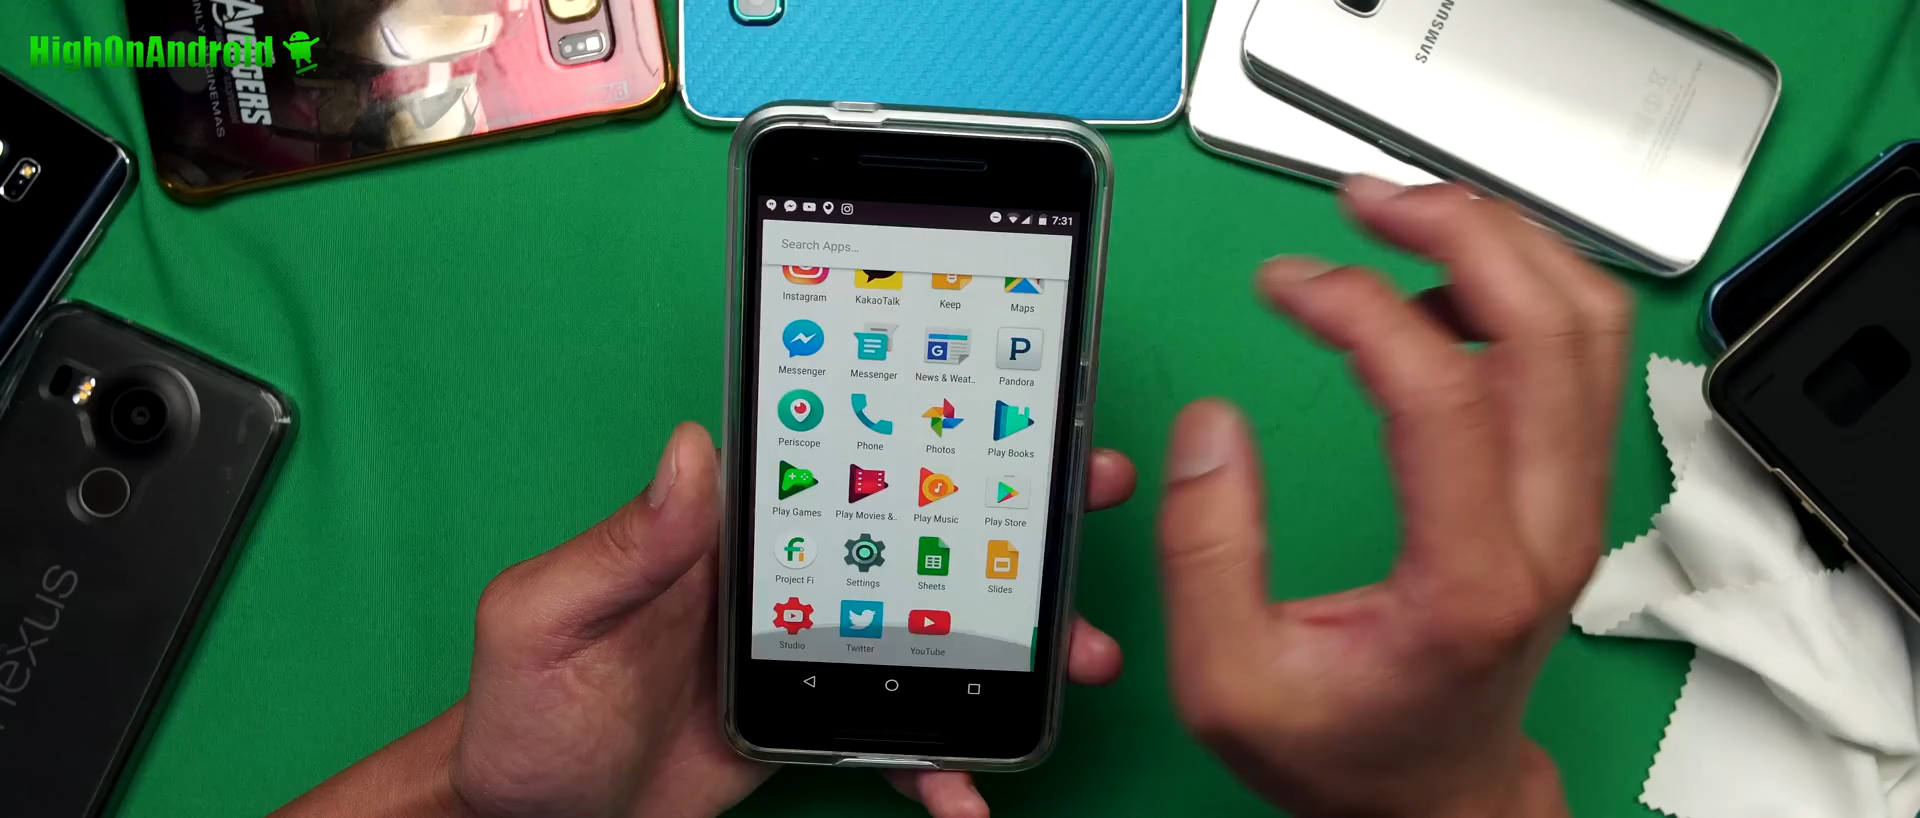 HighOnAndroid
AVENGERS
ONLY
CINEMAS
SAMSUNG
nexus
7:31
Search Apps...
Instagram
KakaoTalk
Keep
Maps
Messenger
Messenger
News & Weat..
Pandora
Periscope
Phone
Photos
Play Books
Play Games
Play Movies &..
Play Music
Play Store
Project Fi
Settings
Sheets
Slides
Studio
Twitter
YouTube